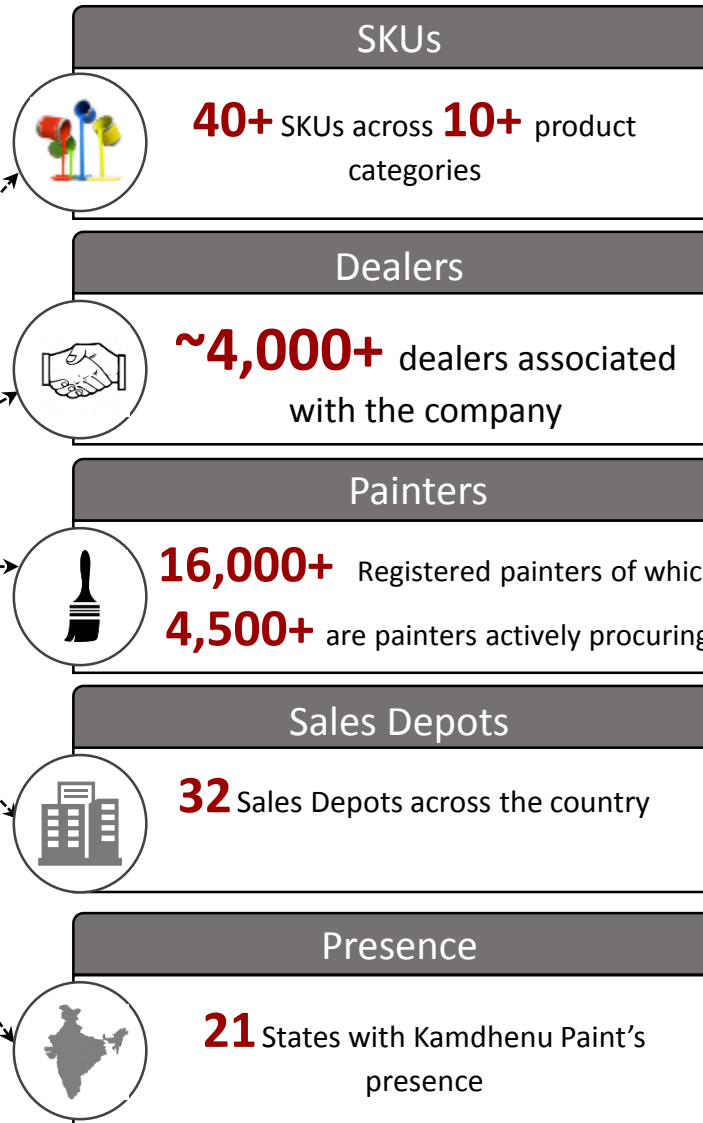 SKUs
40+ SKUs across 10+ product
categories
Dealers
~4,000+ dealers associated
with the company
Painters
16,000+ Registered painters of whic
4,500+ are painters actively procuring
Sales Depots
32 Sales Depots across the country
Presence
21 States with Kamdhenu Paint’s
presence